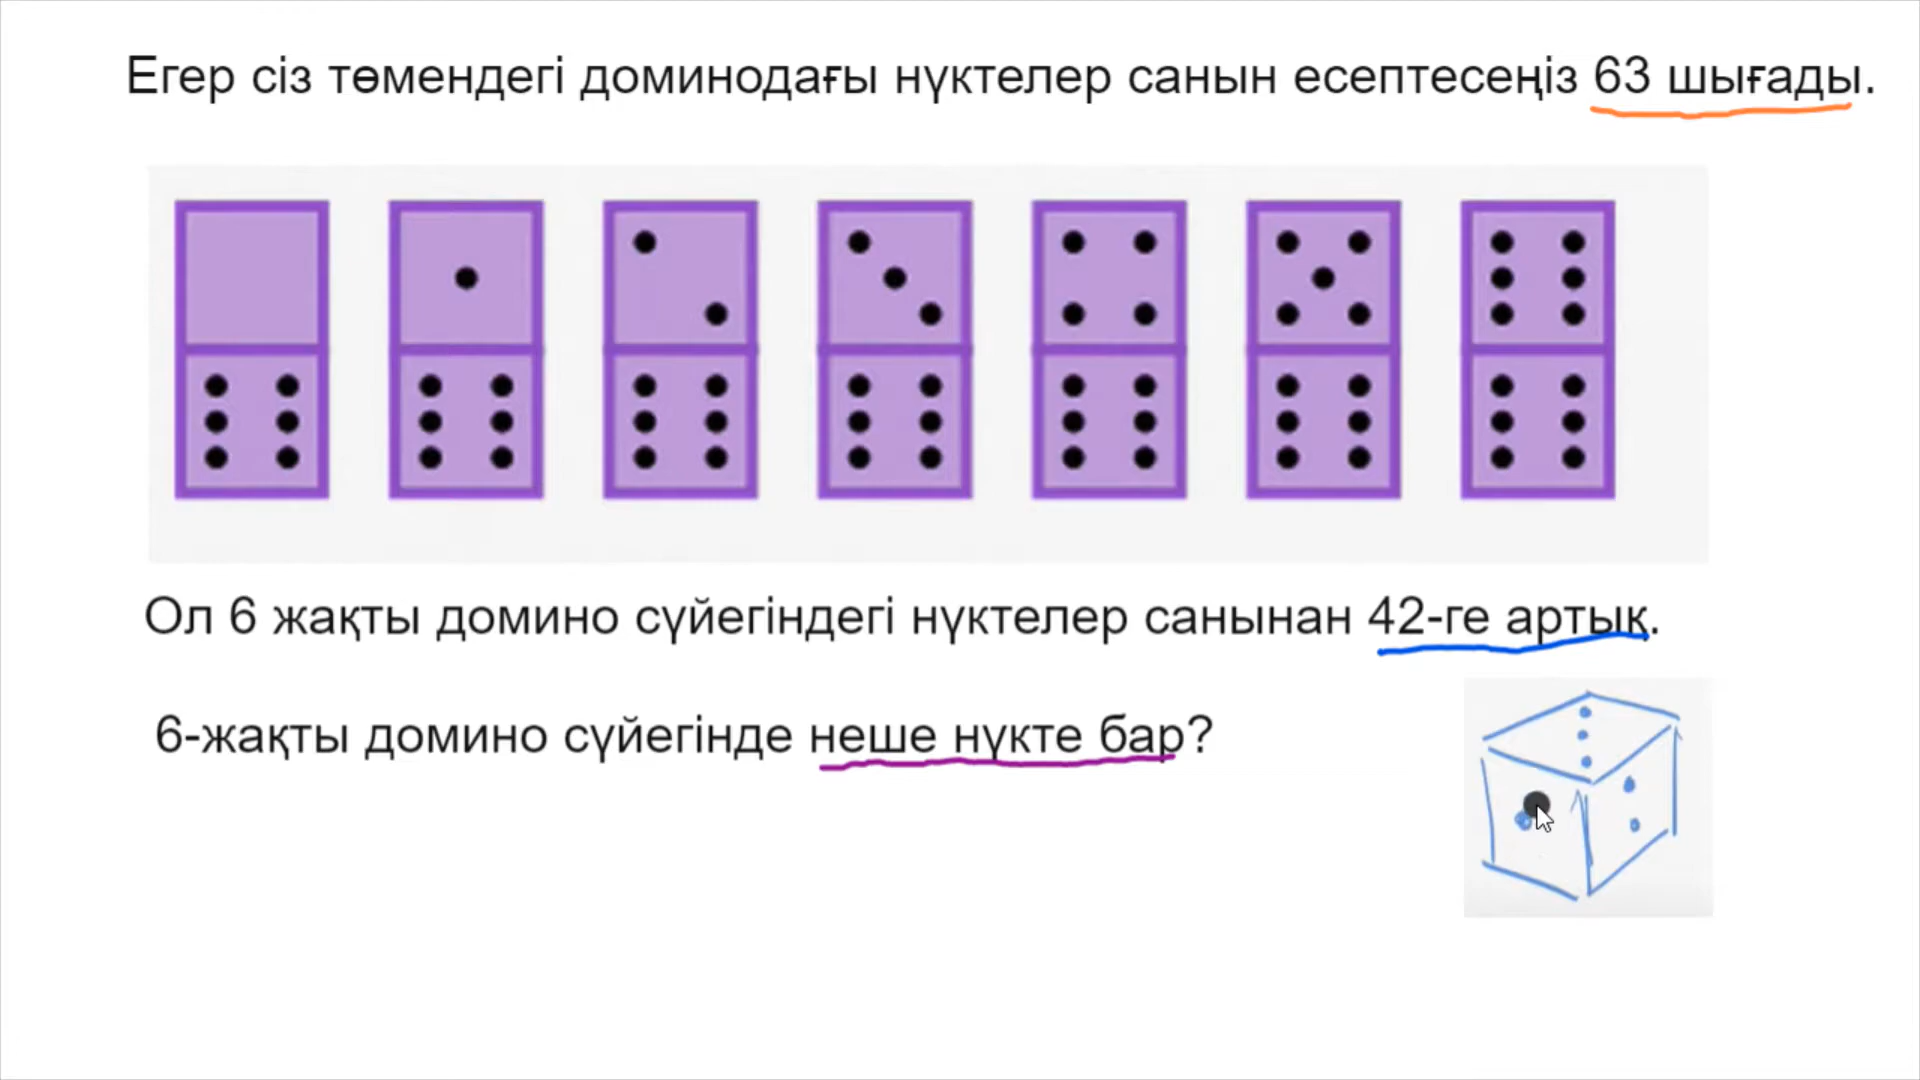 Егер сіз төмендегі доминодағы нүктелер санын есептесеңіз 63 шығады.
Ол 6 жақты домино сүйегіндегі нүктелер санынан 42-ге артық.
6-жақты домино сүйегінде неше нүкте бар?